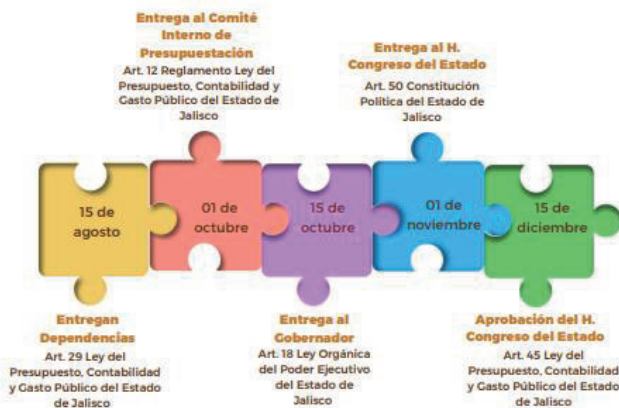 Entrega al Comité
Interno de
Presupuestación
Art. 12 Reglamento Ley del
Presupuesto, Contabilidad y
Gasto Público del Estado de
Jalisco
Entrega al H.
Congreso del Estado
Art. 50 Constitución
Política del Estado de
Jalisco
15 de
agosto
01 de
octubre
15 de
octubre
01 de
noviembre
15 de
diciembre
Entregan
Dependencias
Art. 29 Ley del
Presupuesto, Contabilidad
y Gasto Público del Estado
de Jalisco
Entrega al
Gobernador
Art. 18 Ley Orgánica
del Poder Ejecutivo
del Estado de
Jalisco
Aprobación del H.
Congreso del Estado
Art. 45 Ley del
Presupuesto, Contabilidad
y Gasto Público del Estado
de Jalisco